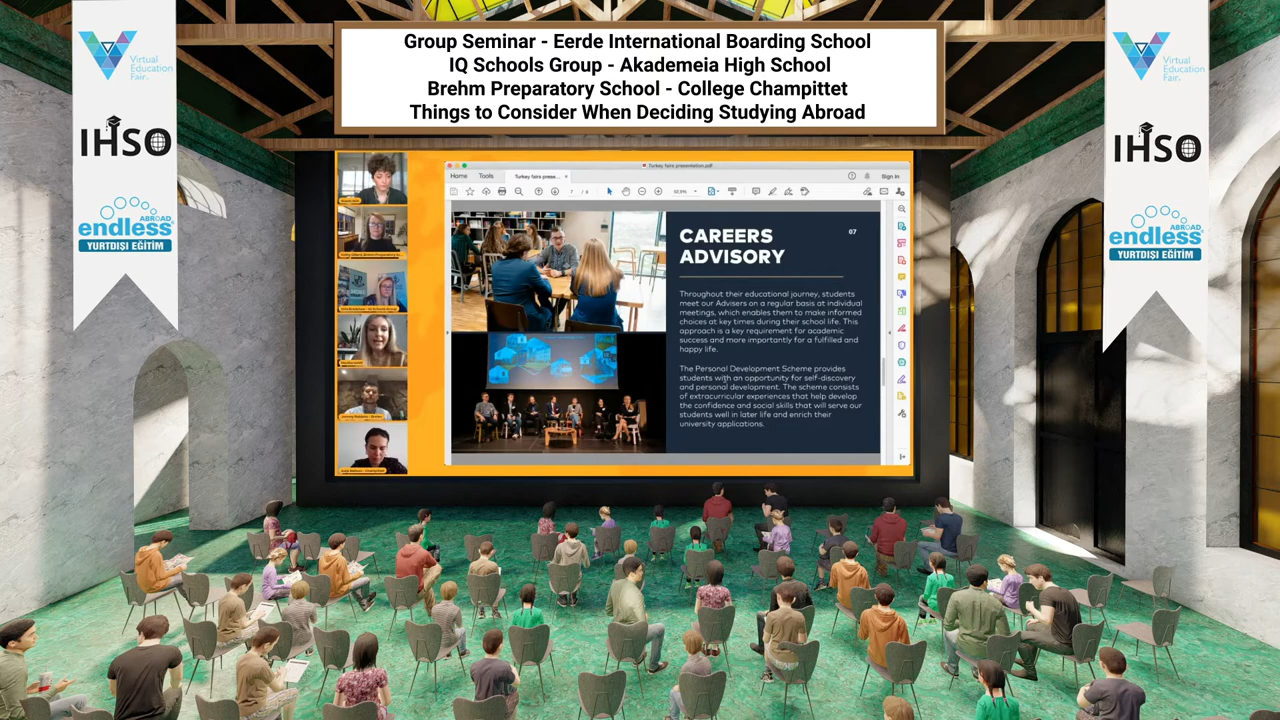 Group Seminar - Eerde International Boarding School
IQ Schools Group - Akademeia High School
Brehm Preparatory School - College Champittet
Things to Consider When Deciding Studying Abroad
Virtual
Education
Fair
IHSO
ABROAD
endless
YURTDIŞI EĞİTİM
Turkey fairs presentation.pdf
Home Tools Turkey fairs prese... Sign In
CAREERS
ADVISORY
07
Throughout their educational journey, students
meet our Advisers on a regular basis at individual
meetings, which enables them to make informed
choices at key times during their school life. This
approach is a key requirement for academic
success and more importantly for a fulfilled and
happy life.
The Personal Development Scheme provides
students with an opportunity for self-discovery
and personal development. The scheme consists
of extracurricular experiences that help develop
the confidence and social skills that will serve our
students well in later life and enrich their
university applications.
Virtual
Education
Fair
IHSO
ABROAD
endless
YURTDIŞI EĞİTİM